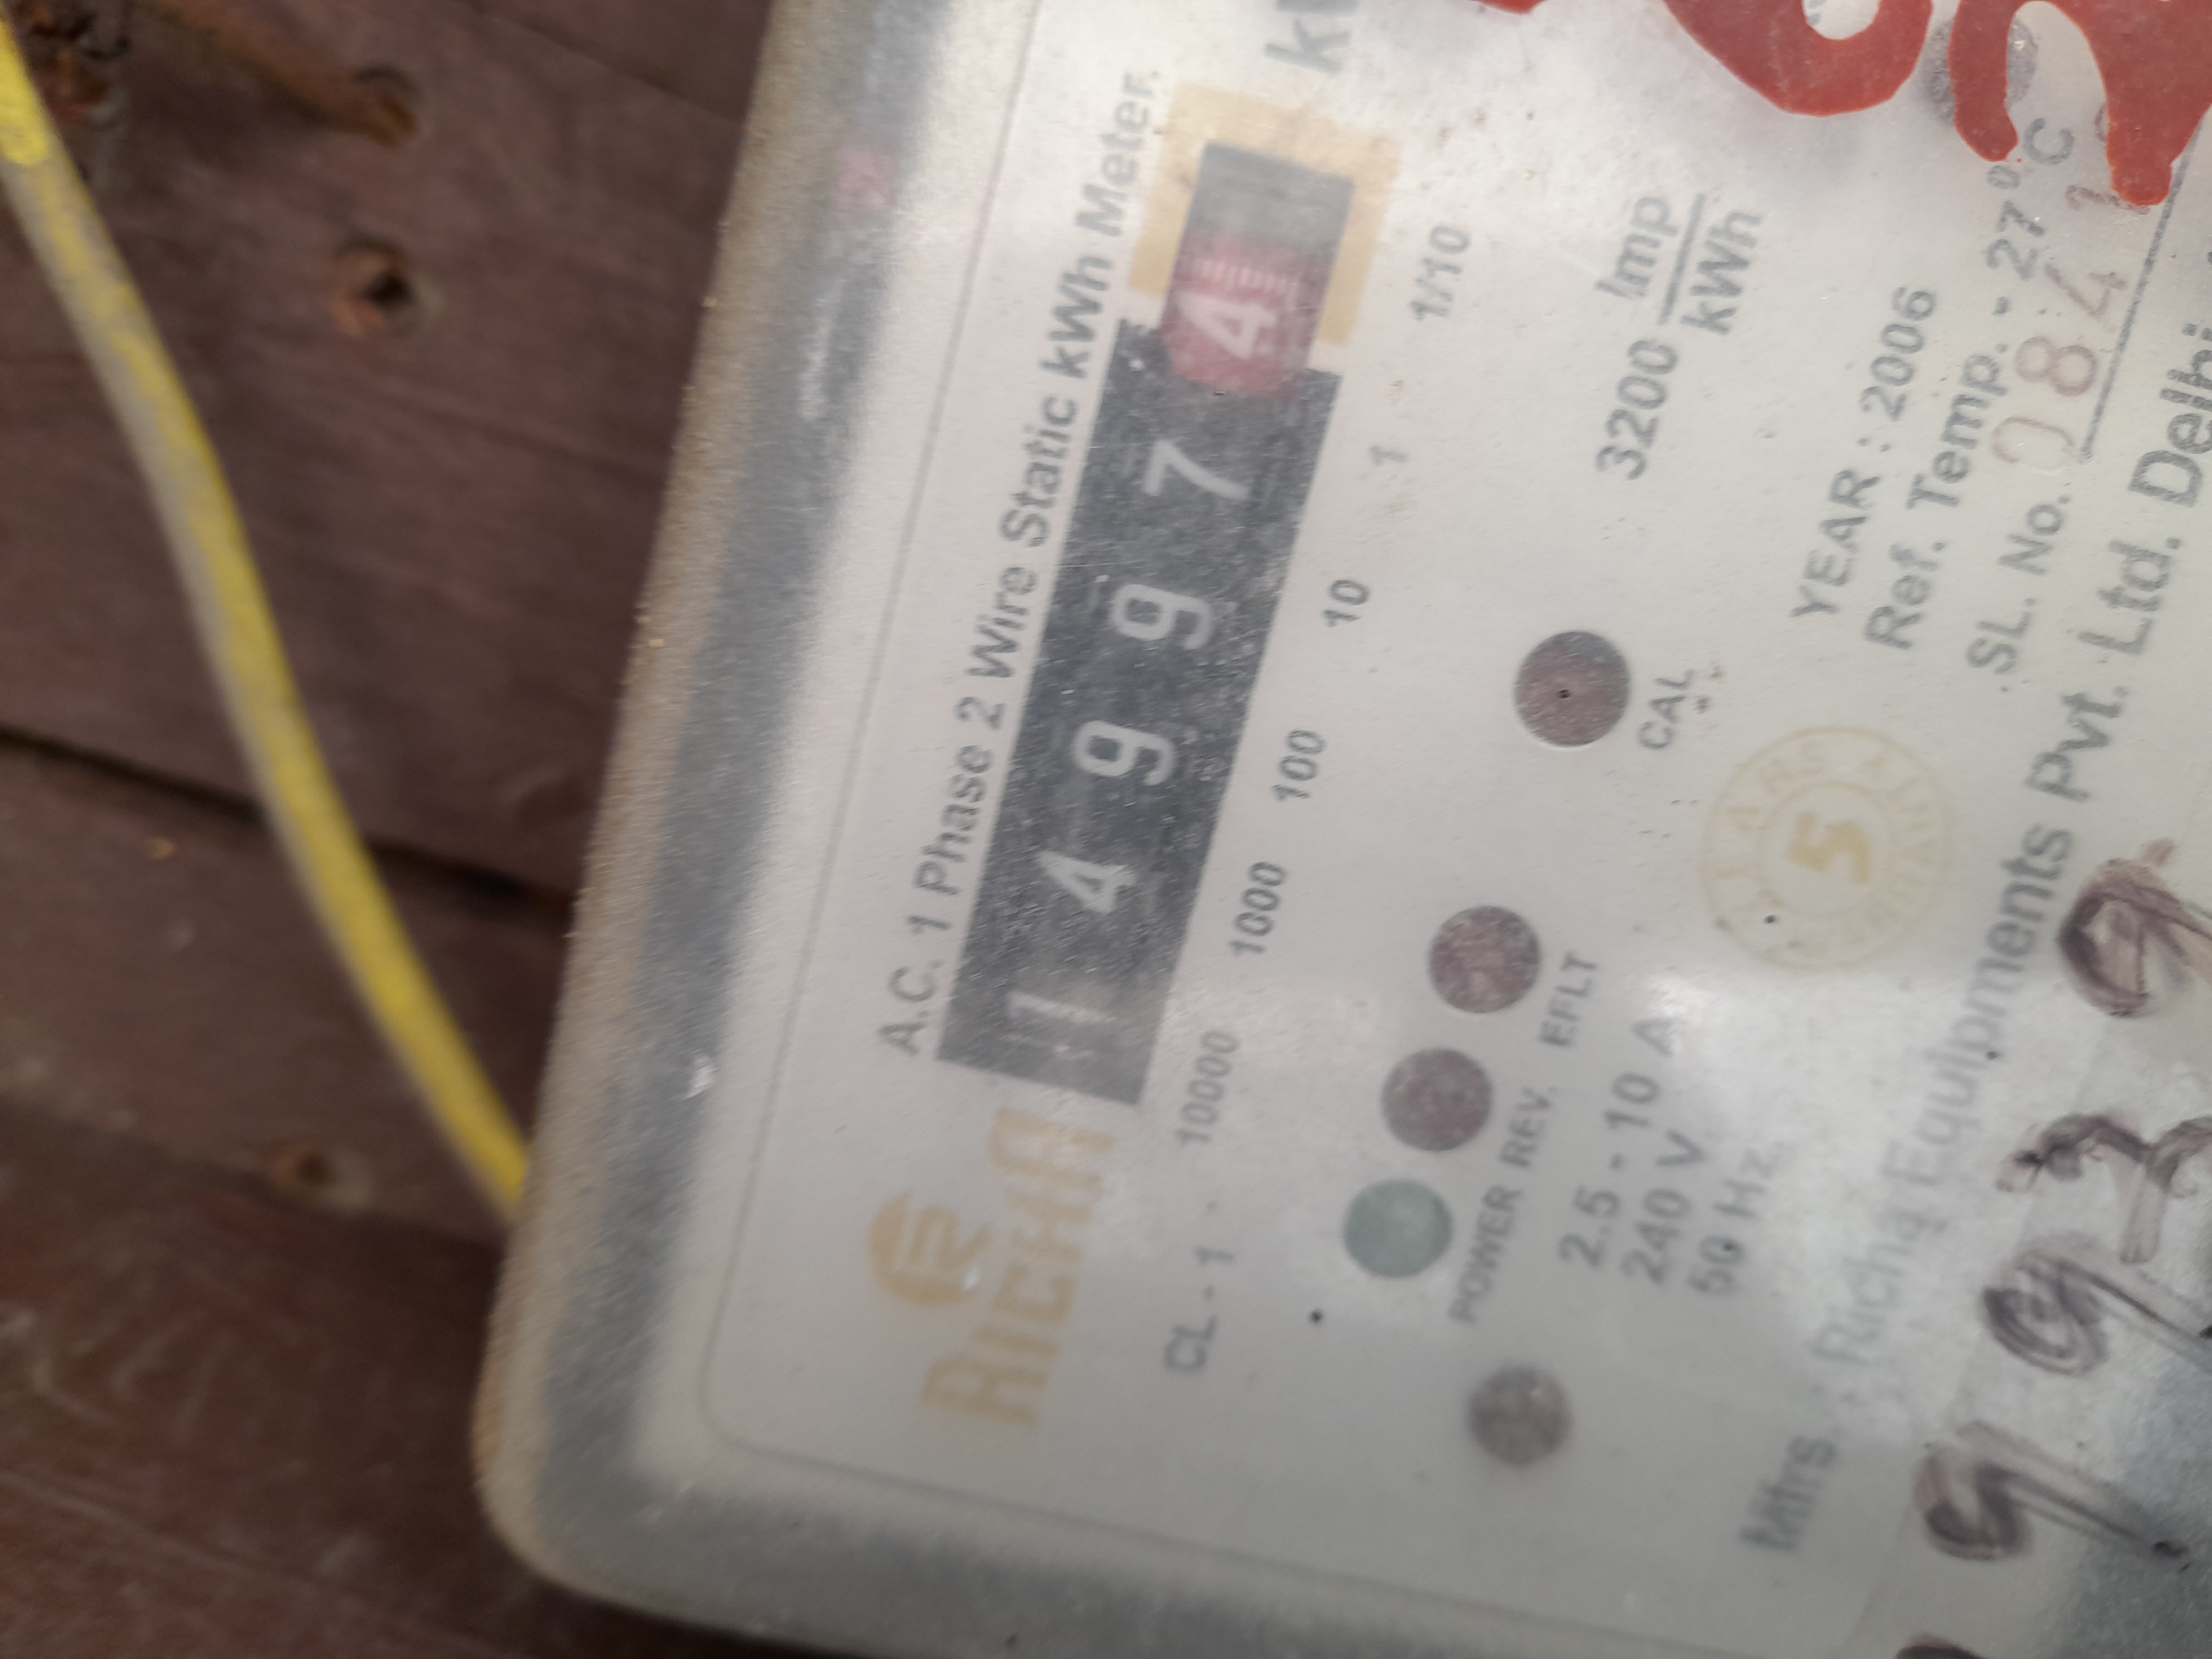 A.C. 1 Phase 2 Wire Static kWh Meter.
RICHA
1 4 9 9 7 4
CL - 1
10000 1000 100 10 1 1/10
POWER REV. EFLT
CAL
3200 Imp
kWh
2.5 - 10 A
240 V
50 Hz.
5
YEAR : 2006
Ref. Temp. - 27°C
SL. No. 084
Mfrs. : Richa Equipments Pvt. Ltd. Delhi